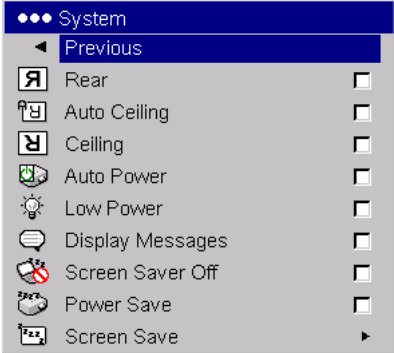 System
Previous
Rear
Auto Ceiling
Ceiling
Auto Power
Low Power
Display Messages
Screen Saver Off
Power Save
Screen Save